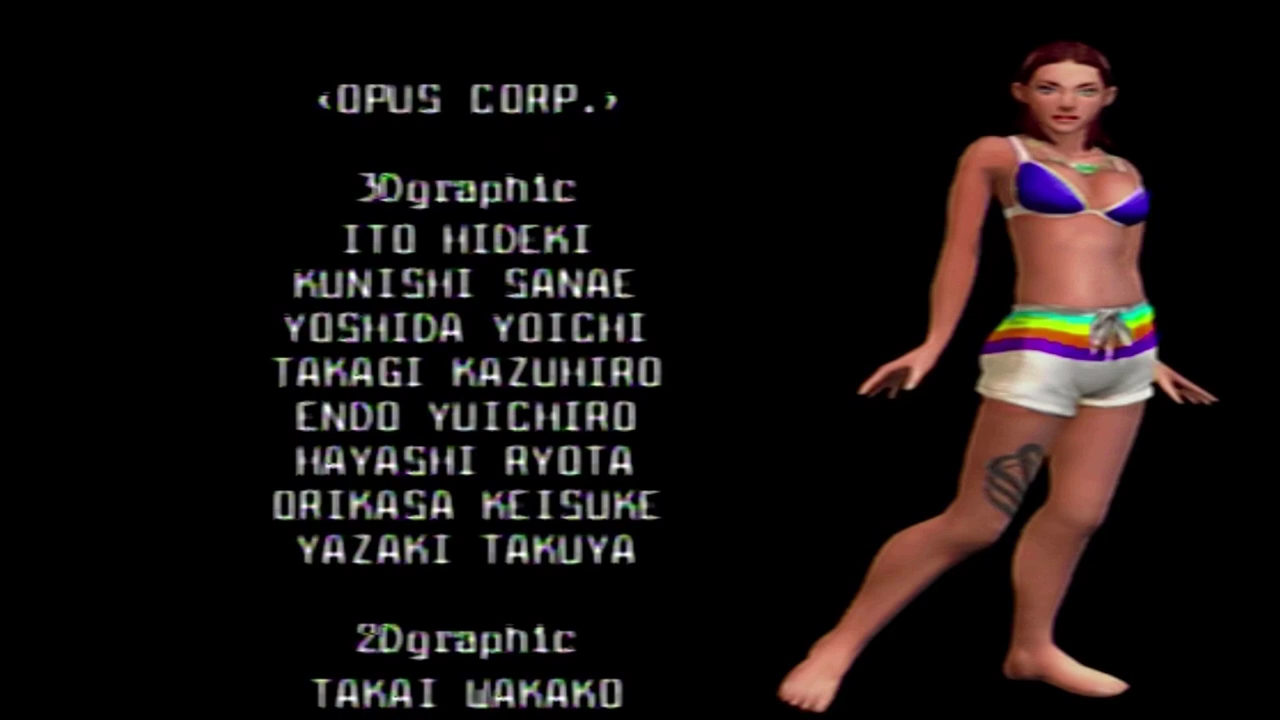 ‹OPUS CORP.›
3Dgraphic
ITO HIDEKI
KUNISHI SANAE
YOSHIDA YOICHI
TAKAGI KAZUHIRO
ENDO YUICHIRO
HAYASHI RYOTA
ORIKASA KEISUKE
YAZAKI TAKUYA
2Dgraphic
TAKAI WAKAKO